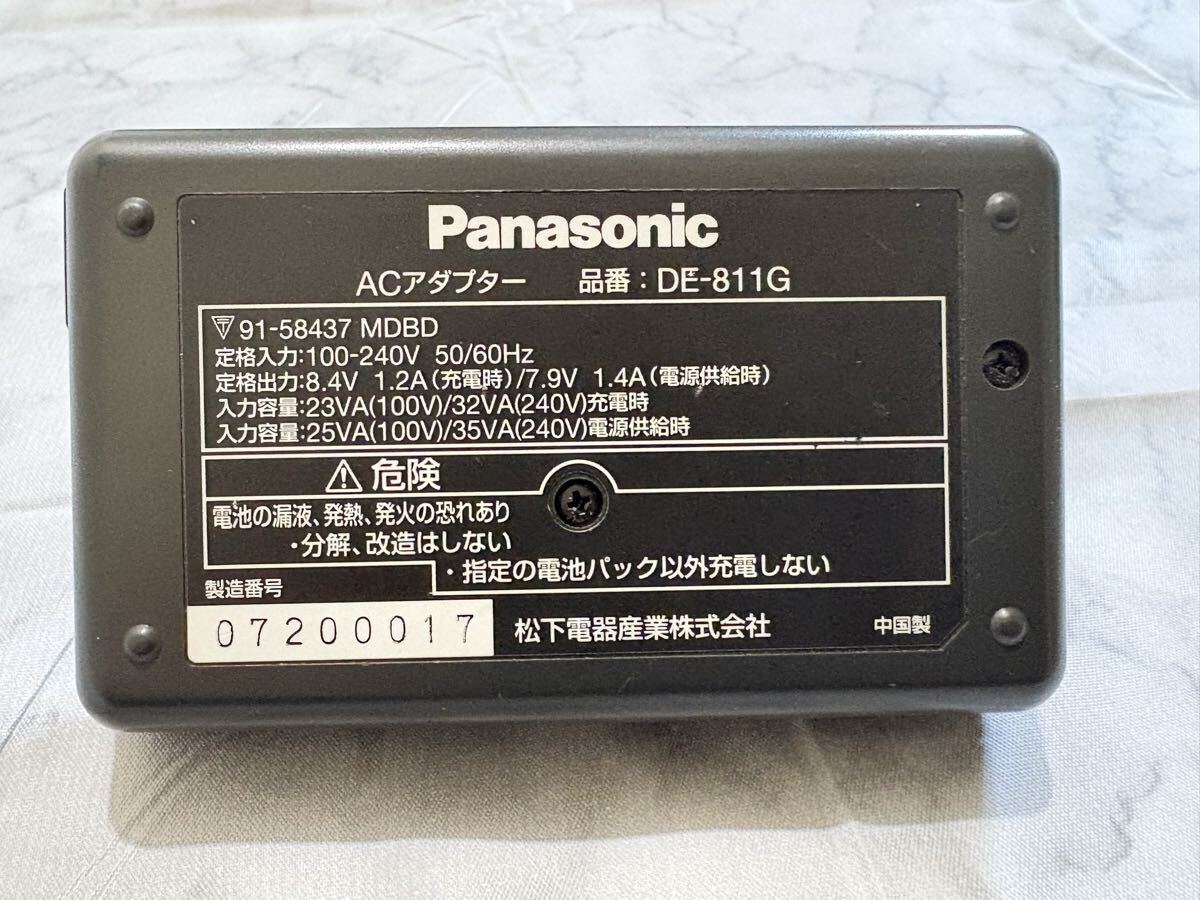 Panasonic
ACアダプター 品番：DE-811G
〒 91-58437 MDBD
定格入力：100-240V 50/60Hz
定格出力：8.4V 1.2A（充電時）/7.9V 1.4A（電源供給時）
入力容量：23VA(100V)/32VA(240V)充電時
入力容量：25VA(100V)/35VA(240V)電源供給時
⚠ 危険
電池の漏液、発熱、発火の恐れあり
・分解、改造はしない
・指定の電池パック以外充電しない
製造番号
07200017
松下電器産業株式会社 中国製